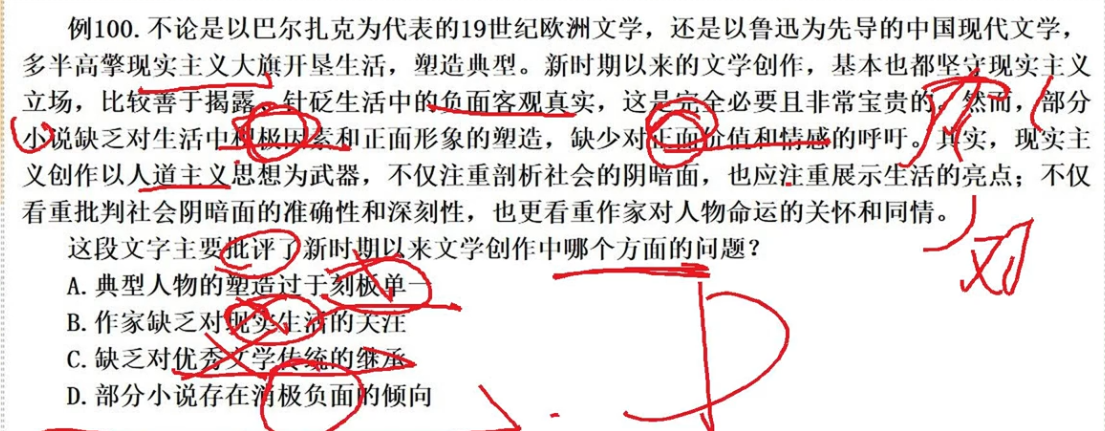 例100. 不论是以巴尔扎克为代表的19世纪欧洲文学，还是以鲁迅为先导的中国现代文学，
多半高擎现实主义大旗开垦生活，塑造典型。新时期以来的文学创作，基本也都坚守现实主义
立场，比较善于揭露、针砭生活中的负面客观真实，这是完全必要且非常宝贵的。然而，部分
小说缺乏对生活中积极因素和正面形象的塑造，缺少对正面价值和情感的呼吁。其实，现实主
义创作以人道主义思想为武器，不仅注重剖析社会的阴暗面，也应注重展示生活的亮点；不仅
看重批判社会阴暗面的准确性和深刻性，也更看重作家对人物命运的关怀和同情。
这段文字主要批评了新时期以来文学创作中哪个方面的问题？
A. 典型人物的塑造过于刻板单一
B. 作家缺乏对现实生活的关注
C. 缺乏对优秀文学传统的继承
D. 部分小说存在消极负面的倾向